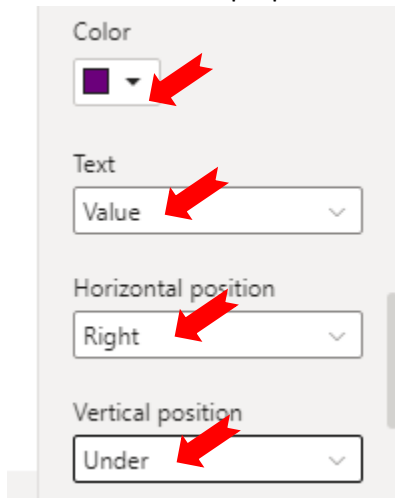 Color
Text
Value
Horizontal position
Right
Vertical position
Under